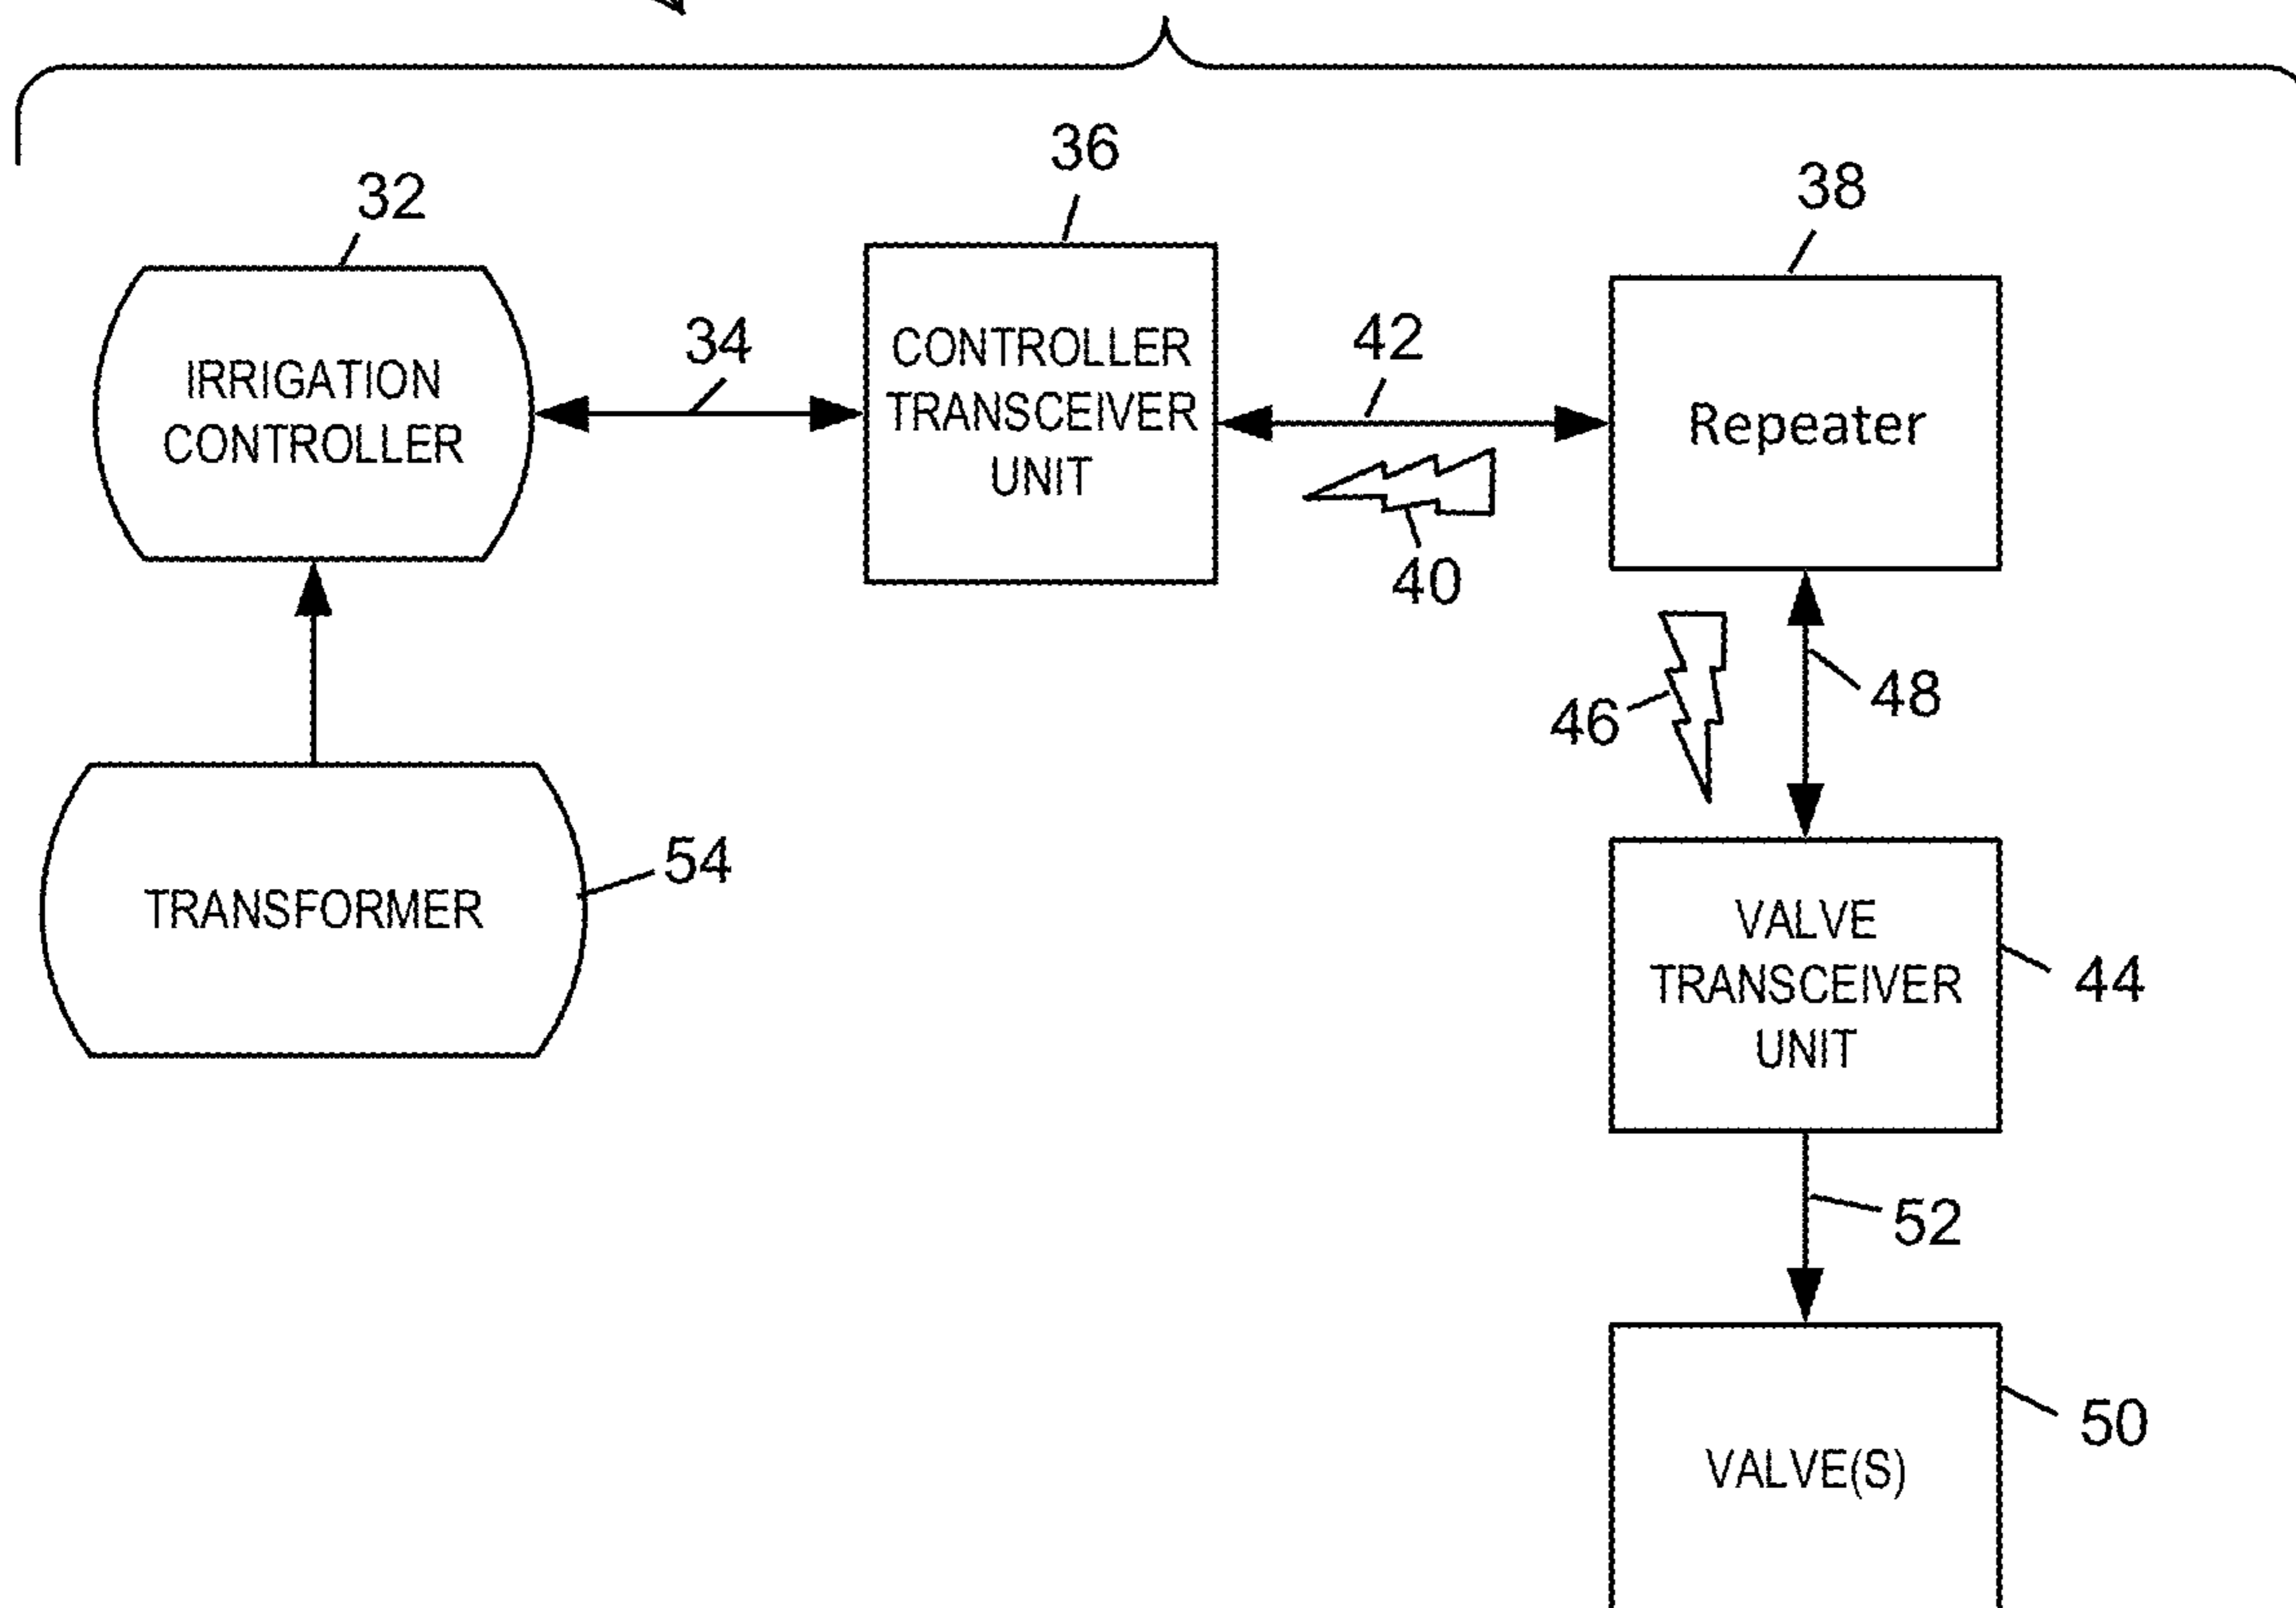 32
36
38
34
42
IRRIGATION
CONTROLLER
CONTROLLER
TRANSCEIVER
UNIT
Repeater
40
46
48
54
TRANSFORMER
VALVE
TRANSCEIVER
UNIT
44
52
50
VALVE(S)